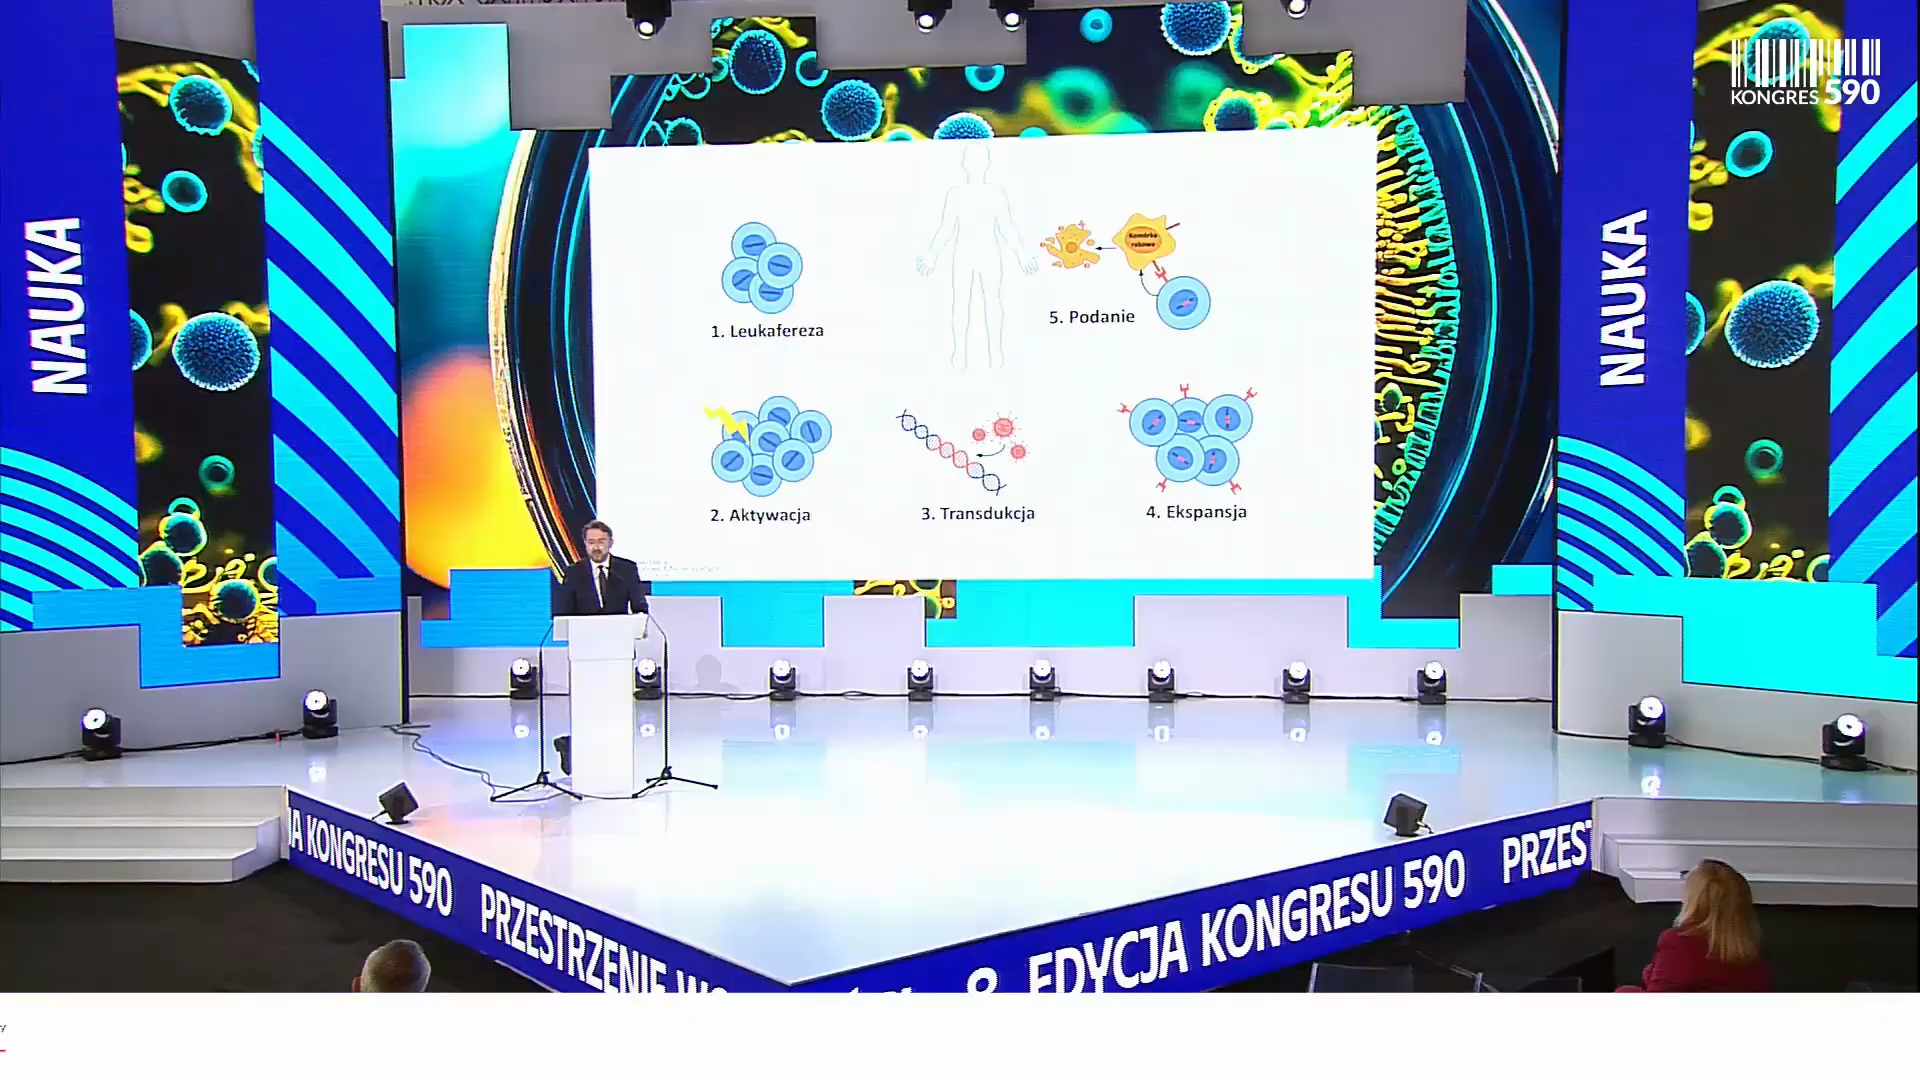 KONGRES 590
NAUKA
NAUKA
Komórka
rakowa
1. Leukafereza
5. Podanie
2. Aktywacja
3. Transdukcja
4. Ekspansja
JA KONGRESU 590 PRZESTRZENIE
8. EDYCJA KONGRESU 590 PRZEST